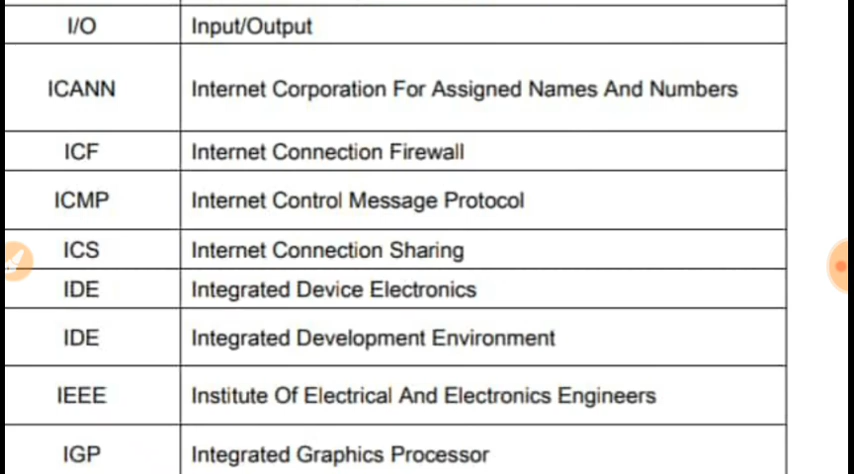 I/O Input/Output
ICANN Internet Corporation For Assigned Names And Numbers
ICF Internet Connection Firewall
ICMP Internet Control Message Protocol
ICS Internet Connection Sharing
IDE Integrated Device Electronics
IDE Integrated Development Environment
IEEE Institute Of Electrical And Electronics Engineers
IGP Integrated Graphics Processor